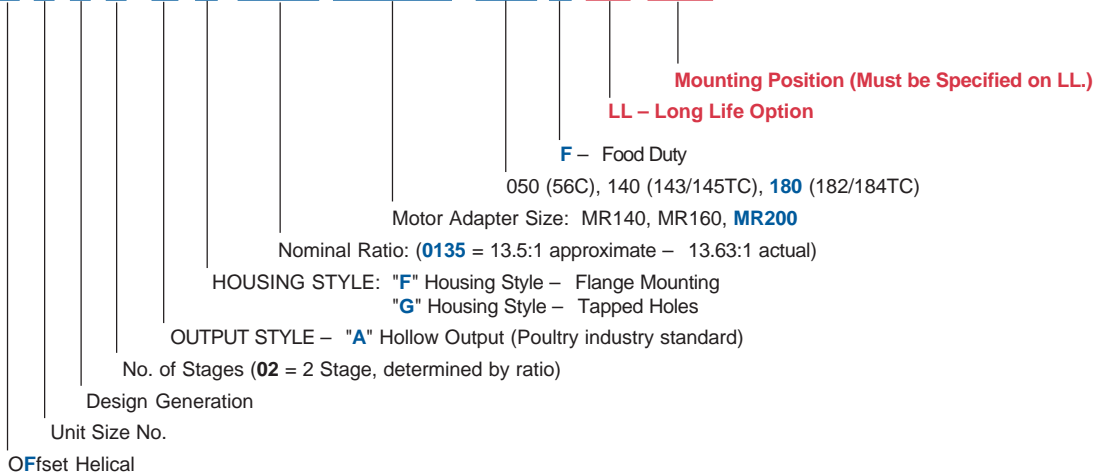 Mounting Position (Must be Specified on LL.)
LL – Long Life Option
F – Food Duty
050 (56C), 140 (143/145TC), 180 (182/184TC)
Motor Adapter Size: MR140, MR160, MR200
Nominal Ratio: (0135 = 13.5:1 approximate – 13.63:1 actual)
HOUSING STYLE: "F" Housing Style – Flange Mounting
"G" Housing Style – Tapped Holes
OUTPUT STYLE – "A" Hollow Output (Poultry industry standard)
No. of Stages (02 = 2 Stage, determined by ratio)
Design Generation
Unit Size No.
OFfset Helical